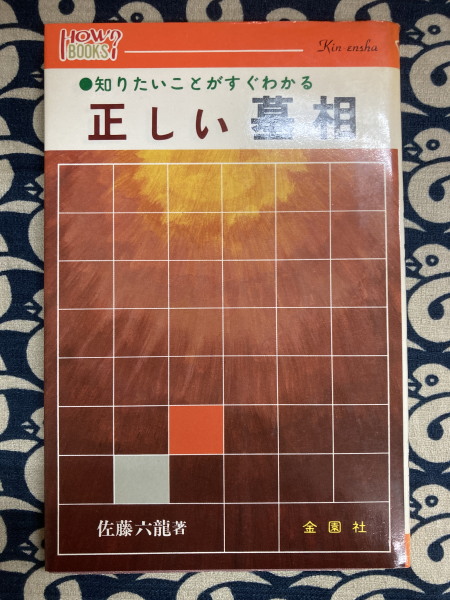 HOW?
BOOKS
Kin-ensha
●知りたいことがすぐわかる
正しい墓相
佐藤六龍著
金園社